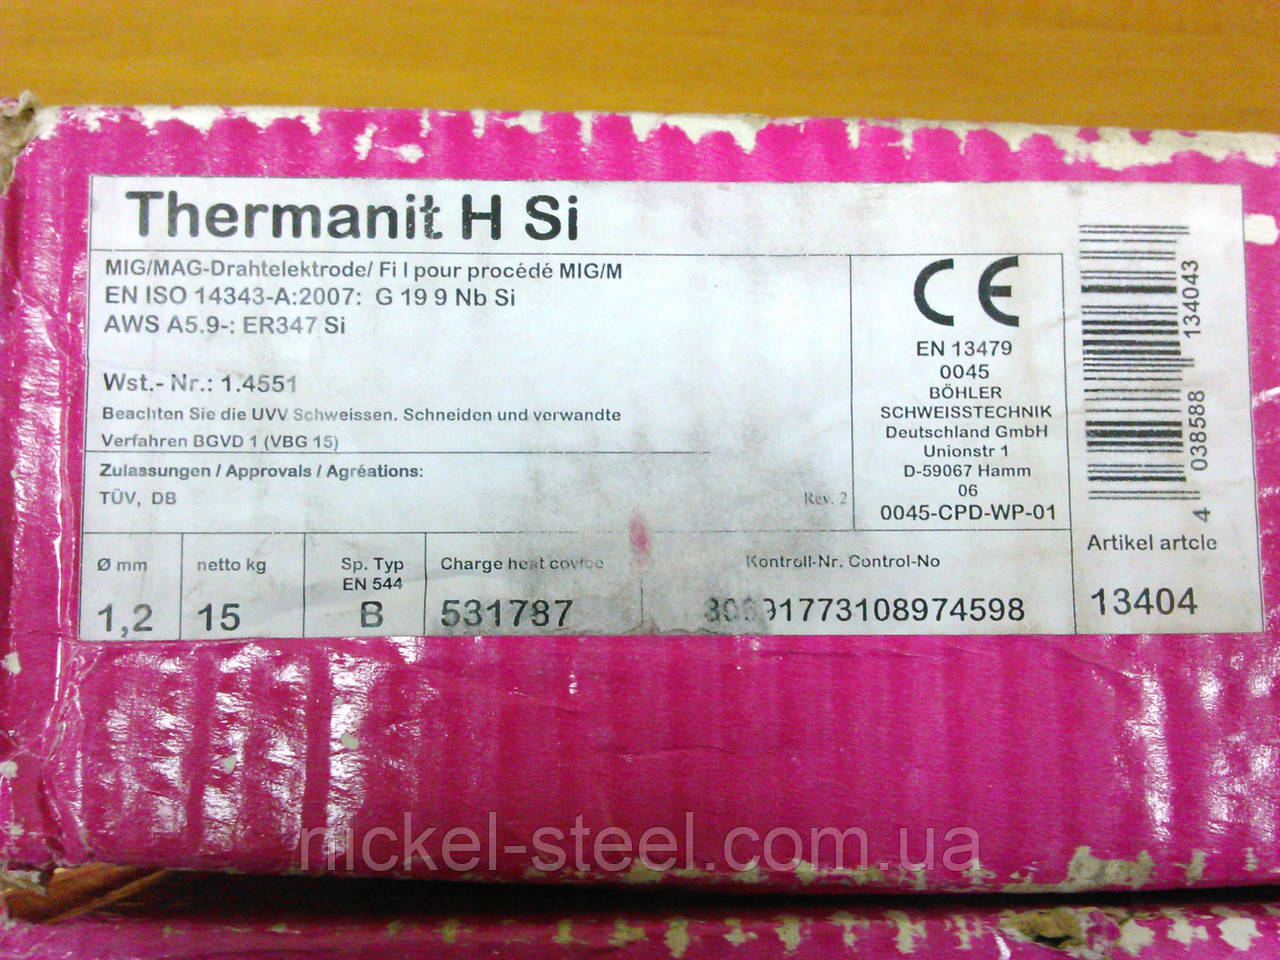 Thermanit H Si
MIG/MAG-Drahtelektrode/ Fi l pour procédé MIG/M
EN ISO 14343-A:2007: G 19 9 Nb Si
AWS A5.9-: ER347 Si
Wst.- Nr.: 1.4551
Beachten Sie die UVV Schweissen. Schneiden und verwandte
Verfahren BGVD 1 (VBG 15)
Zulassungen / Approvals / Agréations:
TÜV, DB
Rev. 2
CE
EN 13479
0045
BÖHLER
SCHWEISSTECHNIK
Deutschland GmbH
Unionstr 1
D-59067 Hamm
06
0045-CPD-WP-01
4 038588 134043
Artikel artcle
13404
Ø mm
1,2
netto kg
15
Sp. Typ
EN 544
B
Charge heat
531787
Kontroll-Nr. Control-No
nickel-steel.com.ua